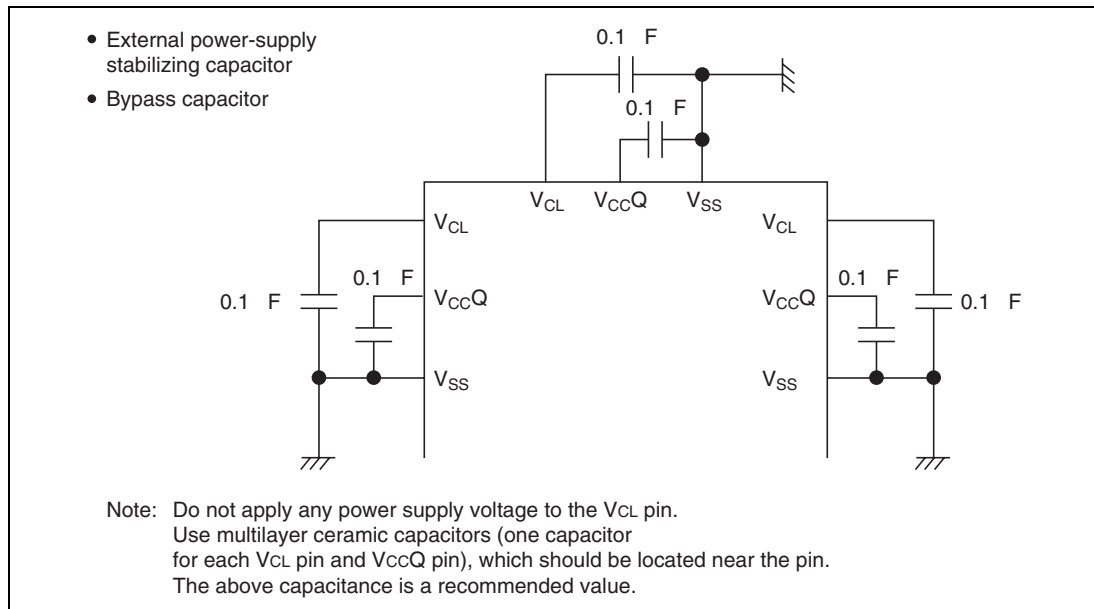 • External power-supply
stabilizing capacitor
• Bypass capacitor
0.1 F
0.1 F
VCL VCCQ VSS
VCL
VCL
0.1 F
0.1 F
0.1 F
VCCQ
VCCQ
0.1 F
VSS
VSS
Note: Do not apply any power supply voltage to the VCL pin.
Use multilayer ceramic capacitors (one capacitor
for each VCL pin and VCCQ pin), which should be located near the pin.
The above capacitance is a recommended value.